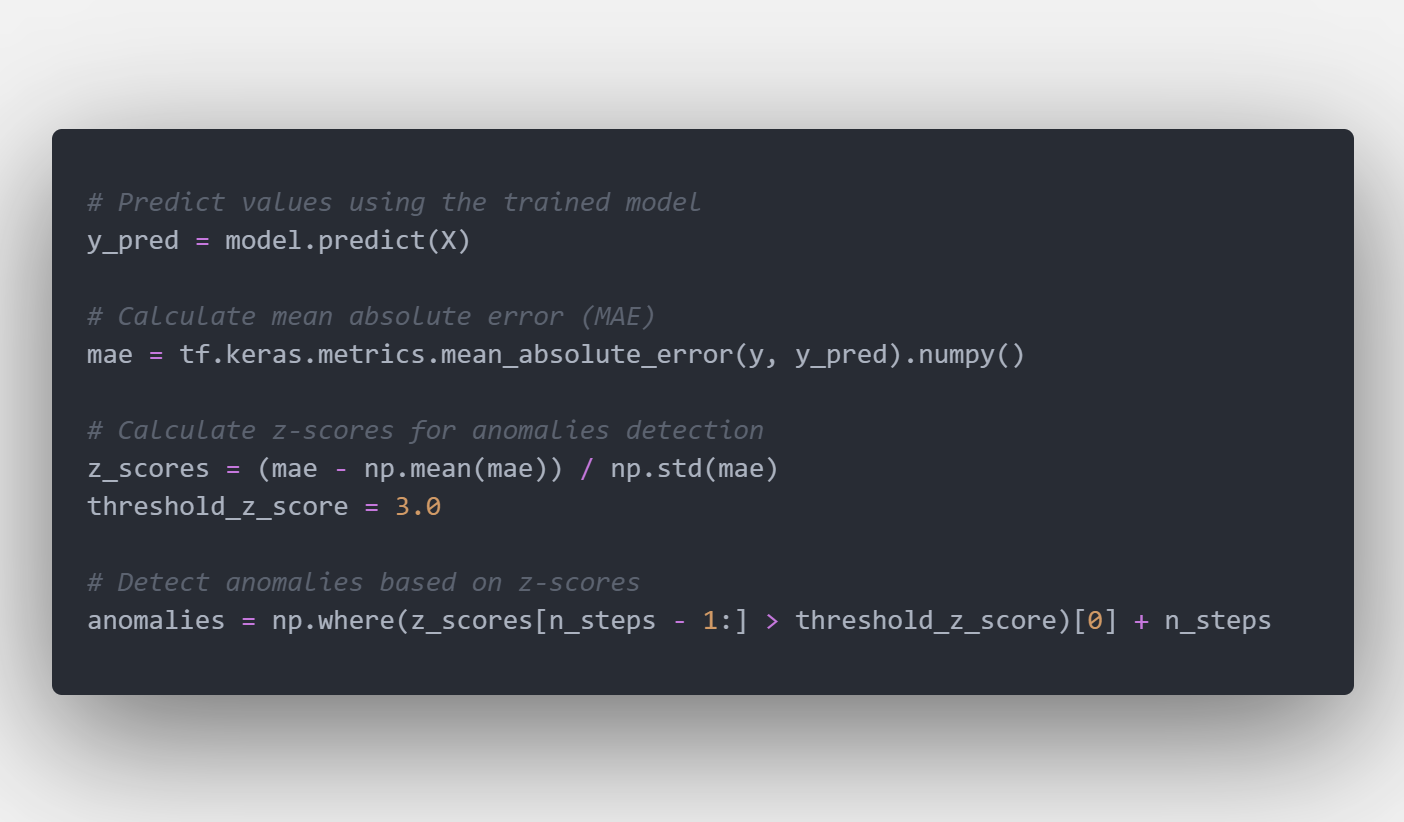 # Predict values using the trained model
y_pred = model.predict(X)
# Calculate mean absolute error (MAE)
mae = tf.keras.metrics.mean_absolute_error(y, y_pred).numpy()
# Calculate z-scores for anomalies detection
z_scores = (mae - np.mean(mae)) / np.std(mae)
threshold_z_score = 3.0
# Detect anomalies based on z-scores
anomalies = np.where(z_scores[n_steps - 1:] > threshold_z_score)[0] + n_steps